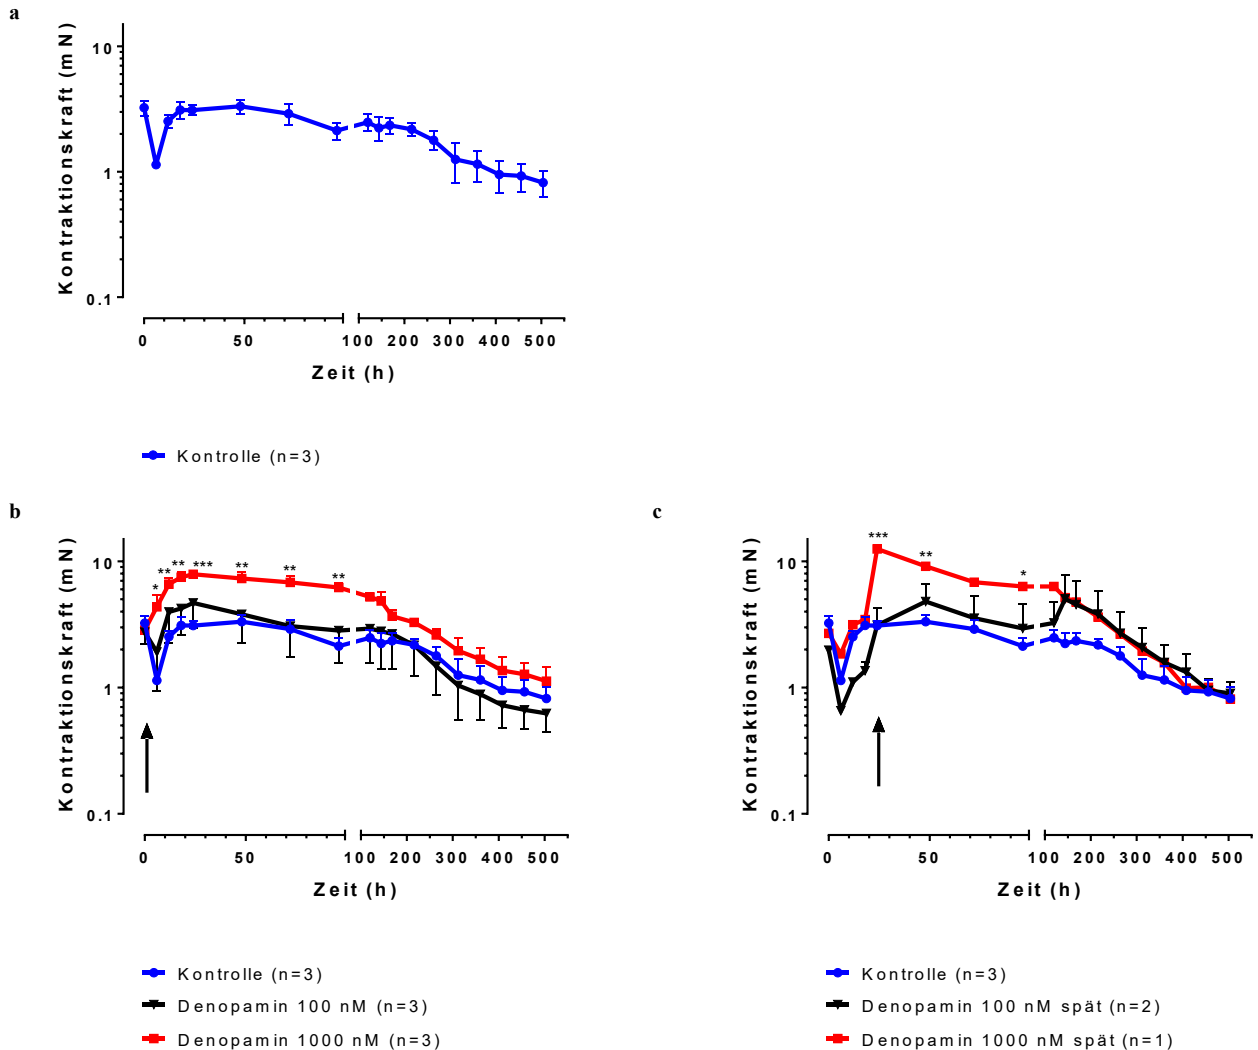 a
Kontraktionskraft (mN)
10
1
0.1
0 50 100 200 300 400 500
Zeit (h)
Kontrolle (n=3)
b
Kontraktionskraft (mN)
10
1
0.1
* ** ** *** ** ** **
0 50 100 200 300 400 500
Zeit (h)
Kontrolle (n=3)
Denopamin 100 nM (n=3)
Denopamin 1000 nM (n=3)
c
Kontraktionskraft (mN)
10
1
0.1
*** ** *
0 50 100 200 300 400 500
Zeit (h)
Kontrolle (n=3)
Denopamin 100 nM spät (n=2)
Denopamin 1000 nM spät (n=1)